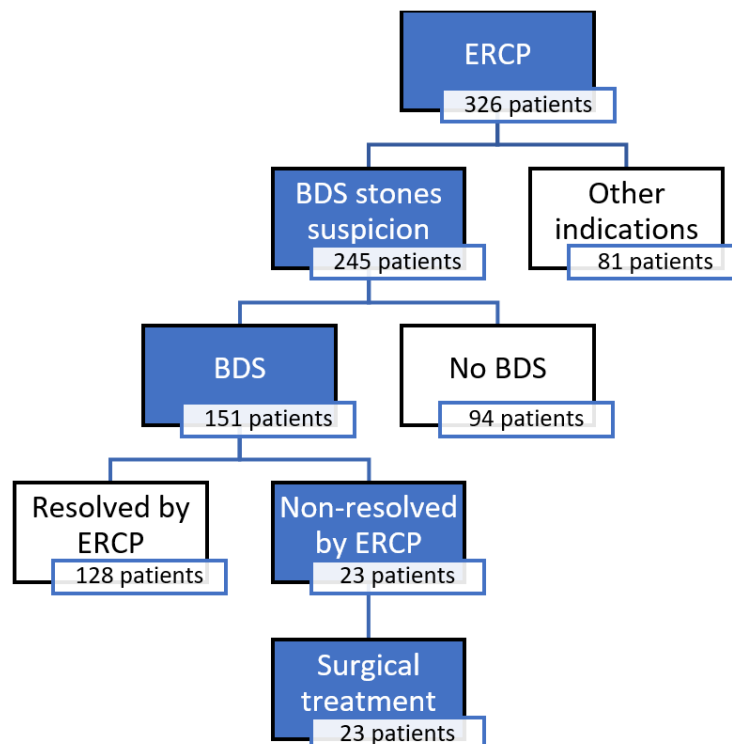 ERCP
326 patients
BDS stones
suspicion
245 patients
Other
indications
81 patients
BDS
151 patients
No BDS
94 patients
Resolved by
ERCP
128 patients
Non-resolved
by ERCP
23 patients
Surgical
treatment
23 patients